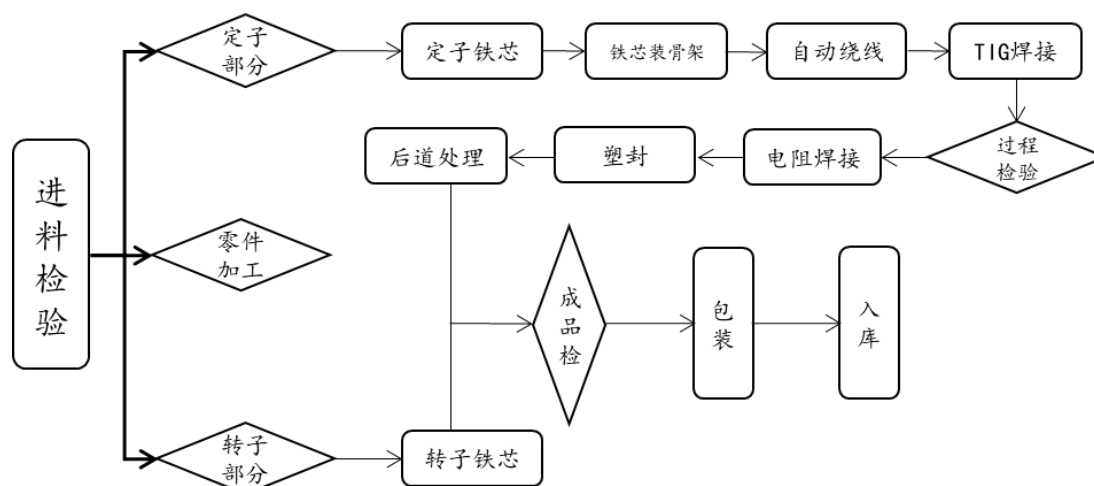 定子
部分
定子铁芯
铁芯装骨架
自动绕线
TIG焊接
进料检验
后道处理
塑封
电阻焊接
过程
检验
零件
加工
成品检
包装
入库
转子
部分
转子铁芯